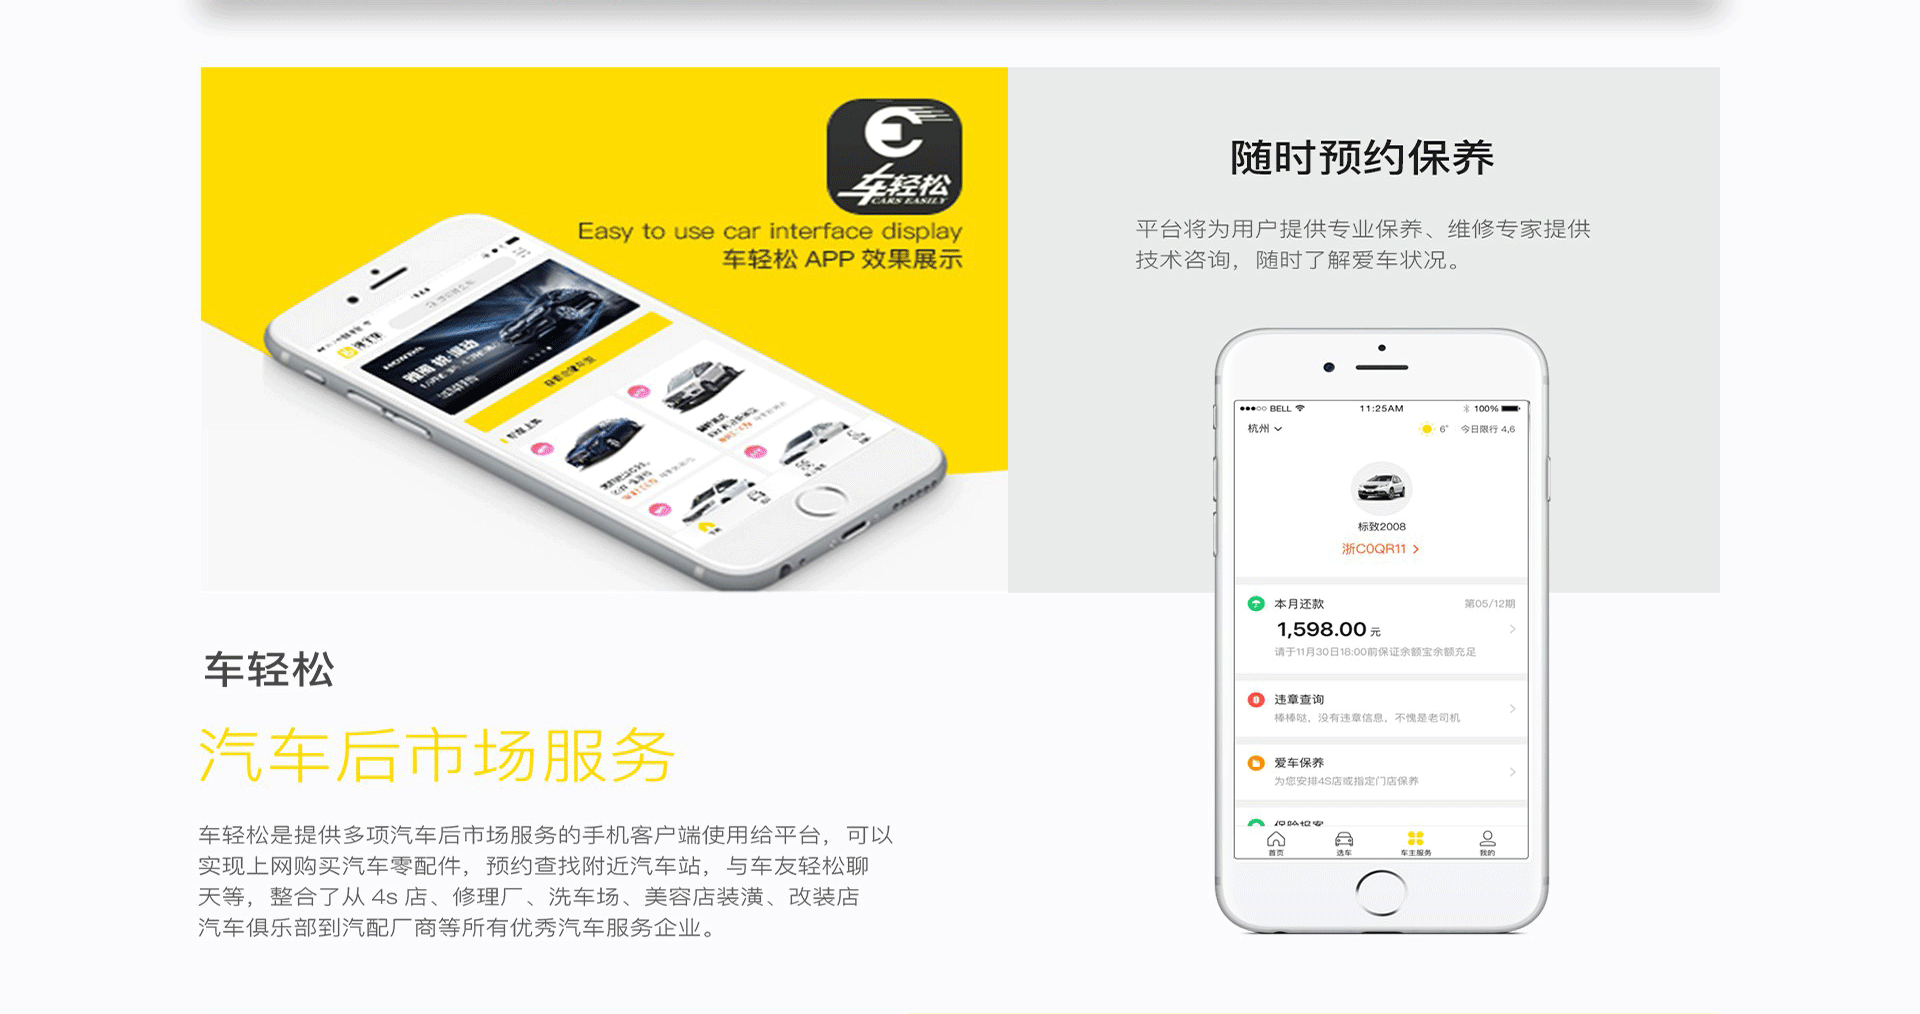 车轻松
CARS EASILY
Easy to use car interface display
车轻松 APP 效果展示
随时预约保养
平台将为用户提供专业保养、维修专家提供
技术咨询，随时了解爱车状况。
BELL 11:25AM 100%
杭州 6° 今日限行 4,6
标致2008
浙C0QR11
本月还款 第05/12期
1,598.00 元
请于11月30日18:00前保证余额宝余额充足
违章查询
棒棒哒，没有违章信息，不愧是老司机
爱车保养
为您安排4S店或指定门店保养
首页 选车 车主服务 我的
车轻松
汽车后市场服务
车轻松是提供多项汽车后市场服务的手机客户端使用给平台，可以
实现上网购买汽车零配件，预约查找附近汽车站，与车友轻松聊
天等，整合了从 4s 店、修理厂、洗车场、美容店装潢、改装店
汽车俱乐部到汽配厂商等所有优秀汽车服务企业。